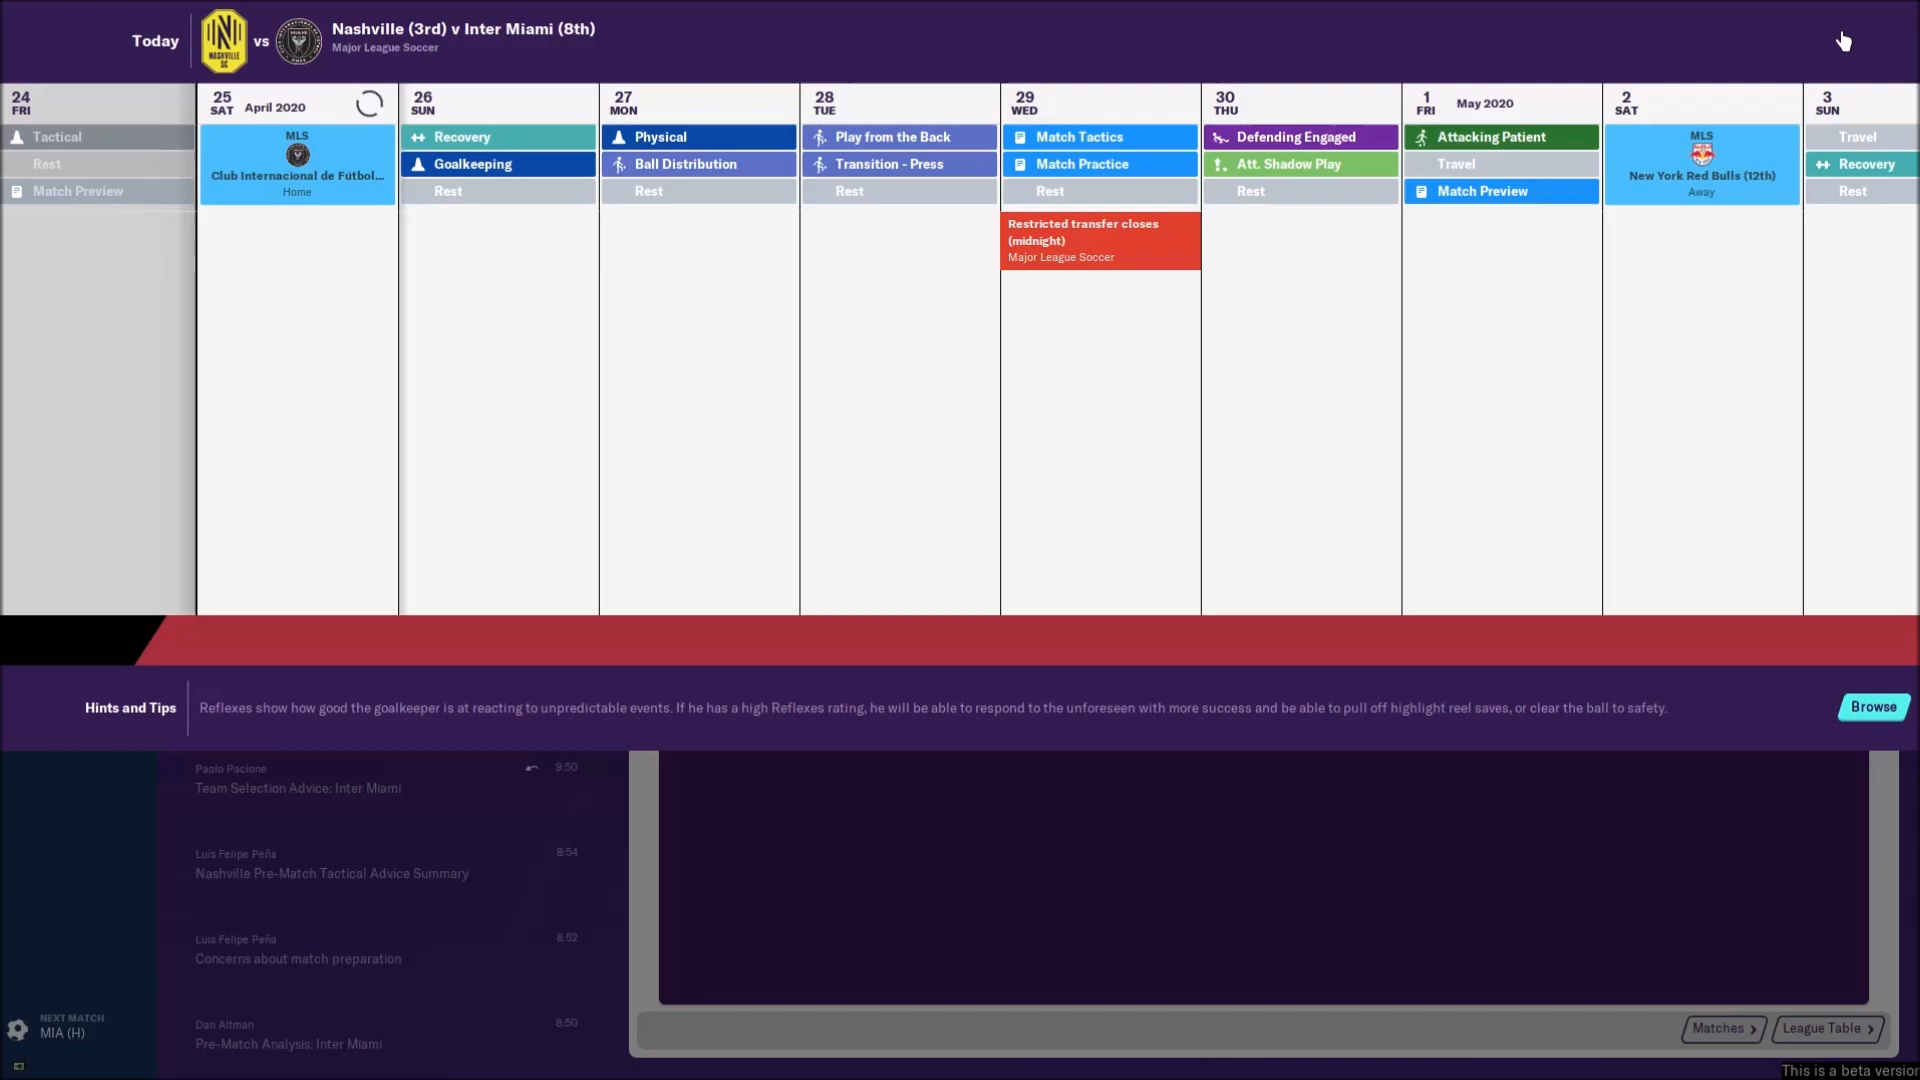 Today
NASHVILLE
SC
vs
Nashville (3rd) v Inter Miami (8th)
Major League Soccer
24
FRI
Tactical
Rest
Match Preview
25
SAT April 2020
MLS
Club Internacional de Fútbol...
Home
26
SUN
Recovery
Goalkeeping
Rest
27
MON
Physical
Ball Distribution
Rest
28
TUE
Play from the Back
Transition - Press
Rest
29
WED
Match Tactics
Match Practice
Rest
Restricted transfer closes
(midnight)
Major League Soccer
30
THU
Defending Engaged
Att. Shadow Play
Rest
1
FRI May 2020
Attacking Patient
Travel
Match Preview
2
SAT
MLS
New York Red Bulls (12th)
Away
3
SUN
Travel
Recovery
Rest
Hints and Tips
Reflexes show how good the goalkeeper is at reacting to unpredictable events. If he has a high Reflexes rating, he will be able to respond to the unforeseen with more success and be able to pull off highlight reel saves, or clear the ball to safety.
Browse
Paolo Pacione 9:50
Team Selection Advice: Inter Miami
Luis Felipe Peña 8:54
Nashville Pre-Match Tactical Advice Summary
Luis Felipe Peña 8:52
Concerns about match preparation
Dan Altman 8:50
Pre-Match Analysis: Inter Miami
NEXT MATCH
MIA (H)
Matches
League Table
This is a beta version